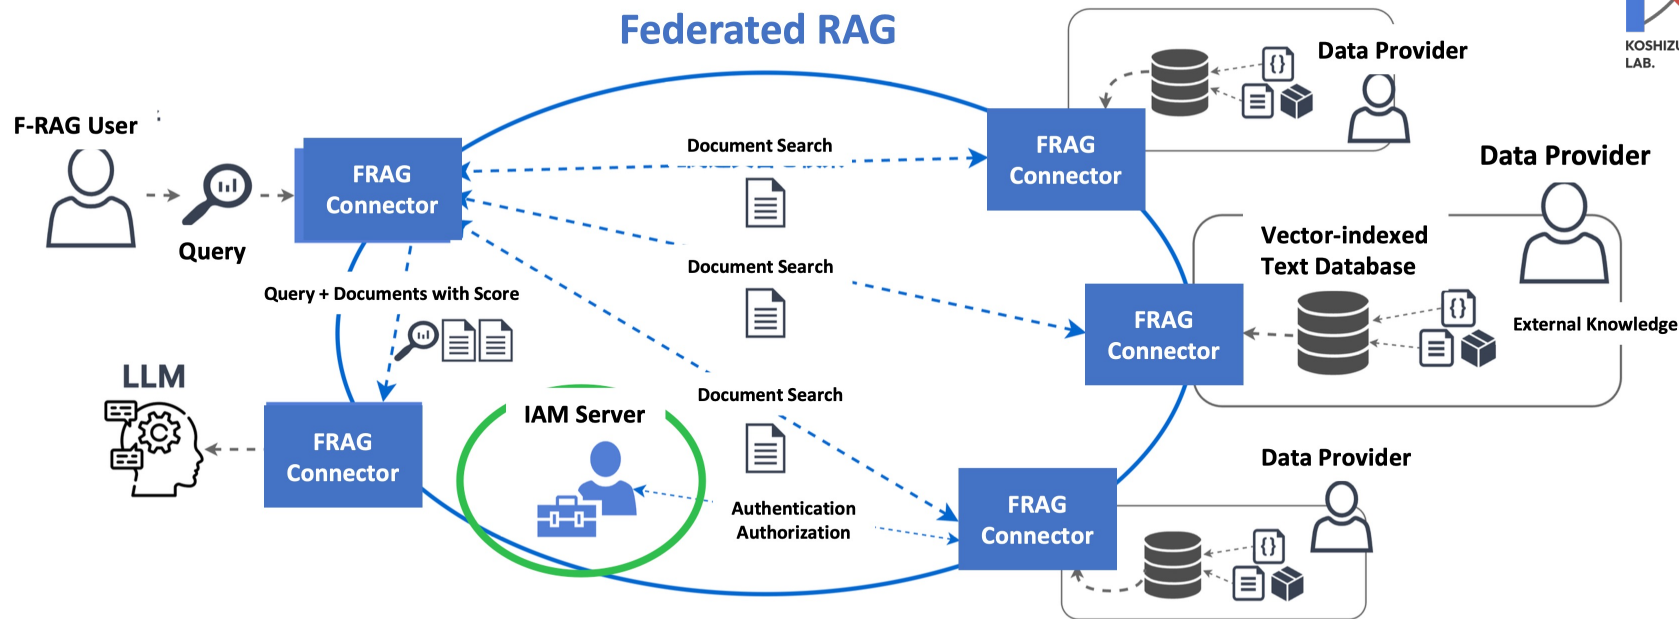 Federated RAG
KOSHIZU
LAB.
Data Provider
F-RAG User
Query
FRAG
Connector
Document Search
FRAG
Connector
Data Provider
Vector-indexed
Text Database
External Knowledge
Document Search
FRAG
Connector
Query + Documents with Score
LLM
FRAG
Connector
IAM Server
Document Search
Authentication
Authorization
FRAG
Connector
Data Provider